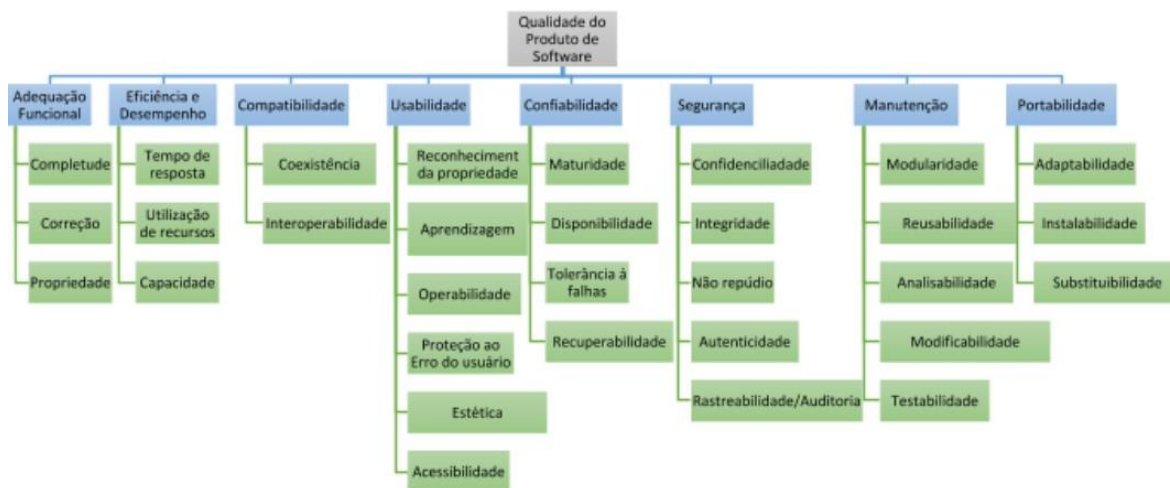 Qualidade do
Produto de
Software
Adequação
Funcional
Completude
Correção
Propriedade
Eficiência e
Desempenho
Tempo de
resposta
Utilização
de recursos
Capacidade
Compatibilidade
Coexistência
Interoperabilidade
Usabilidade
Reconheciment
da propriedade
Aprendizagem
Operabilidade
Proteção ao
Erro do usuário
Estética
Acessibilidade
Confiabilidade
Maturidade
Disponibilidade
Tolerância á
falhas
Recuperabilidade
Segurança
Confidenciliadade
Integridade
Não repúdio
Autenticidade
Rastreabilidade/Auditoria
Manutenção
Modularidade
Reusabilidade
Analisabilidade
Modificabilidade
Testabilidade
Portabilidade
Adaptabilidade
Instalabilidade
Substituibilidade